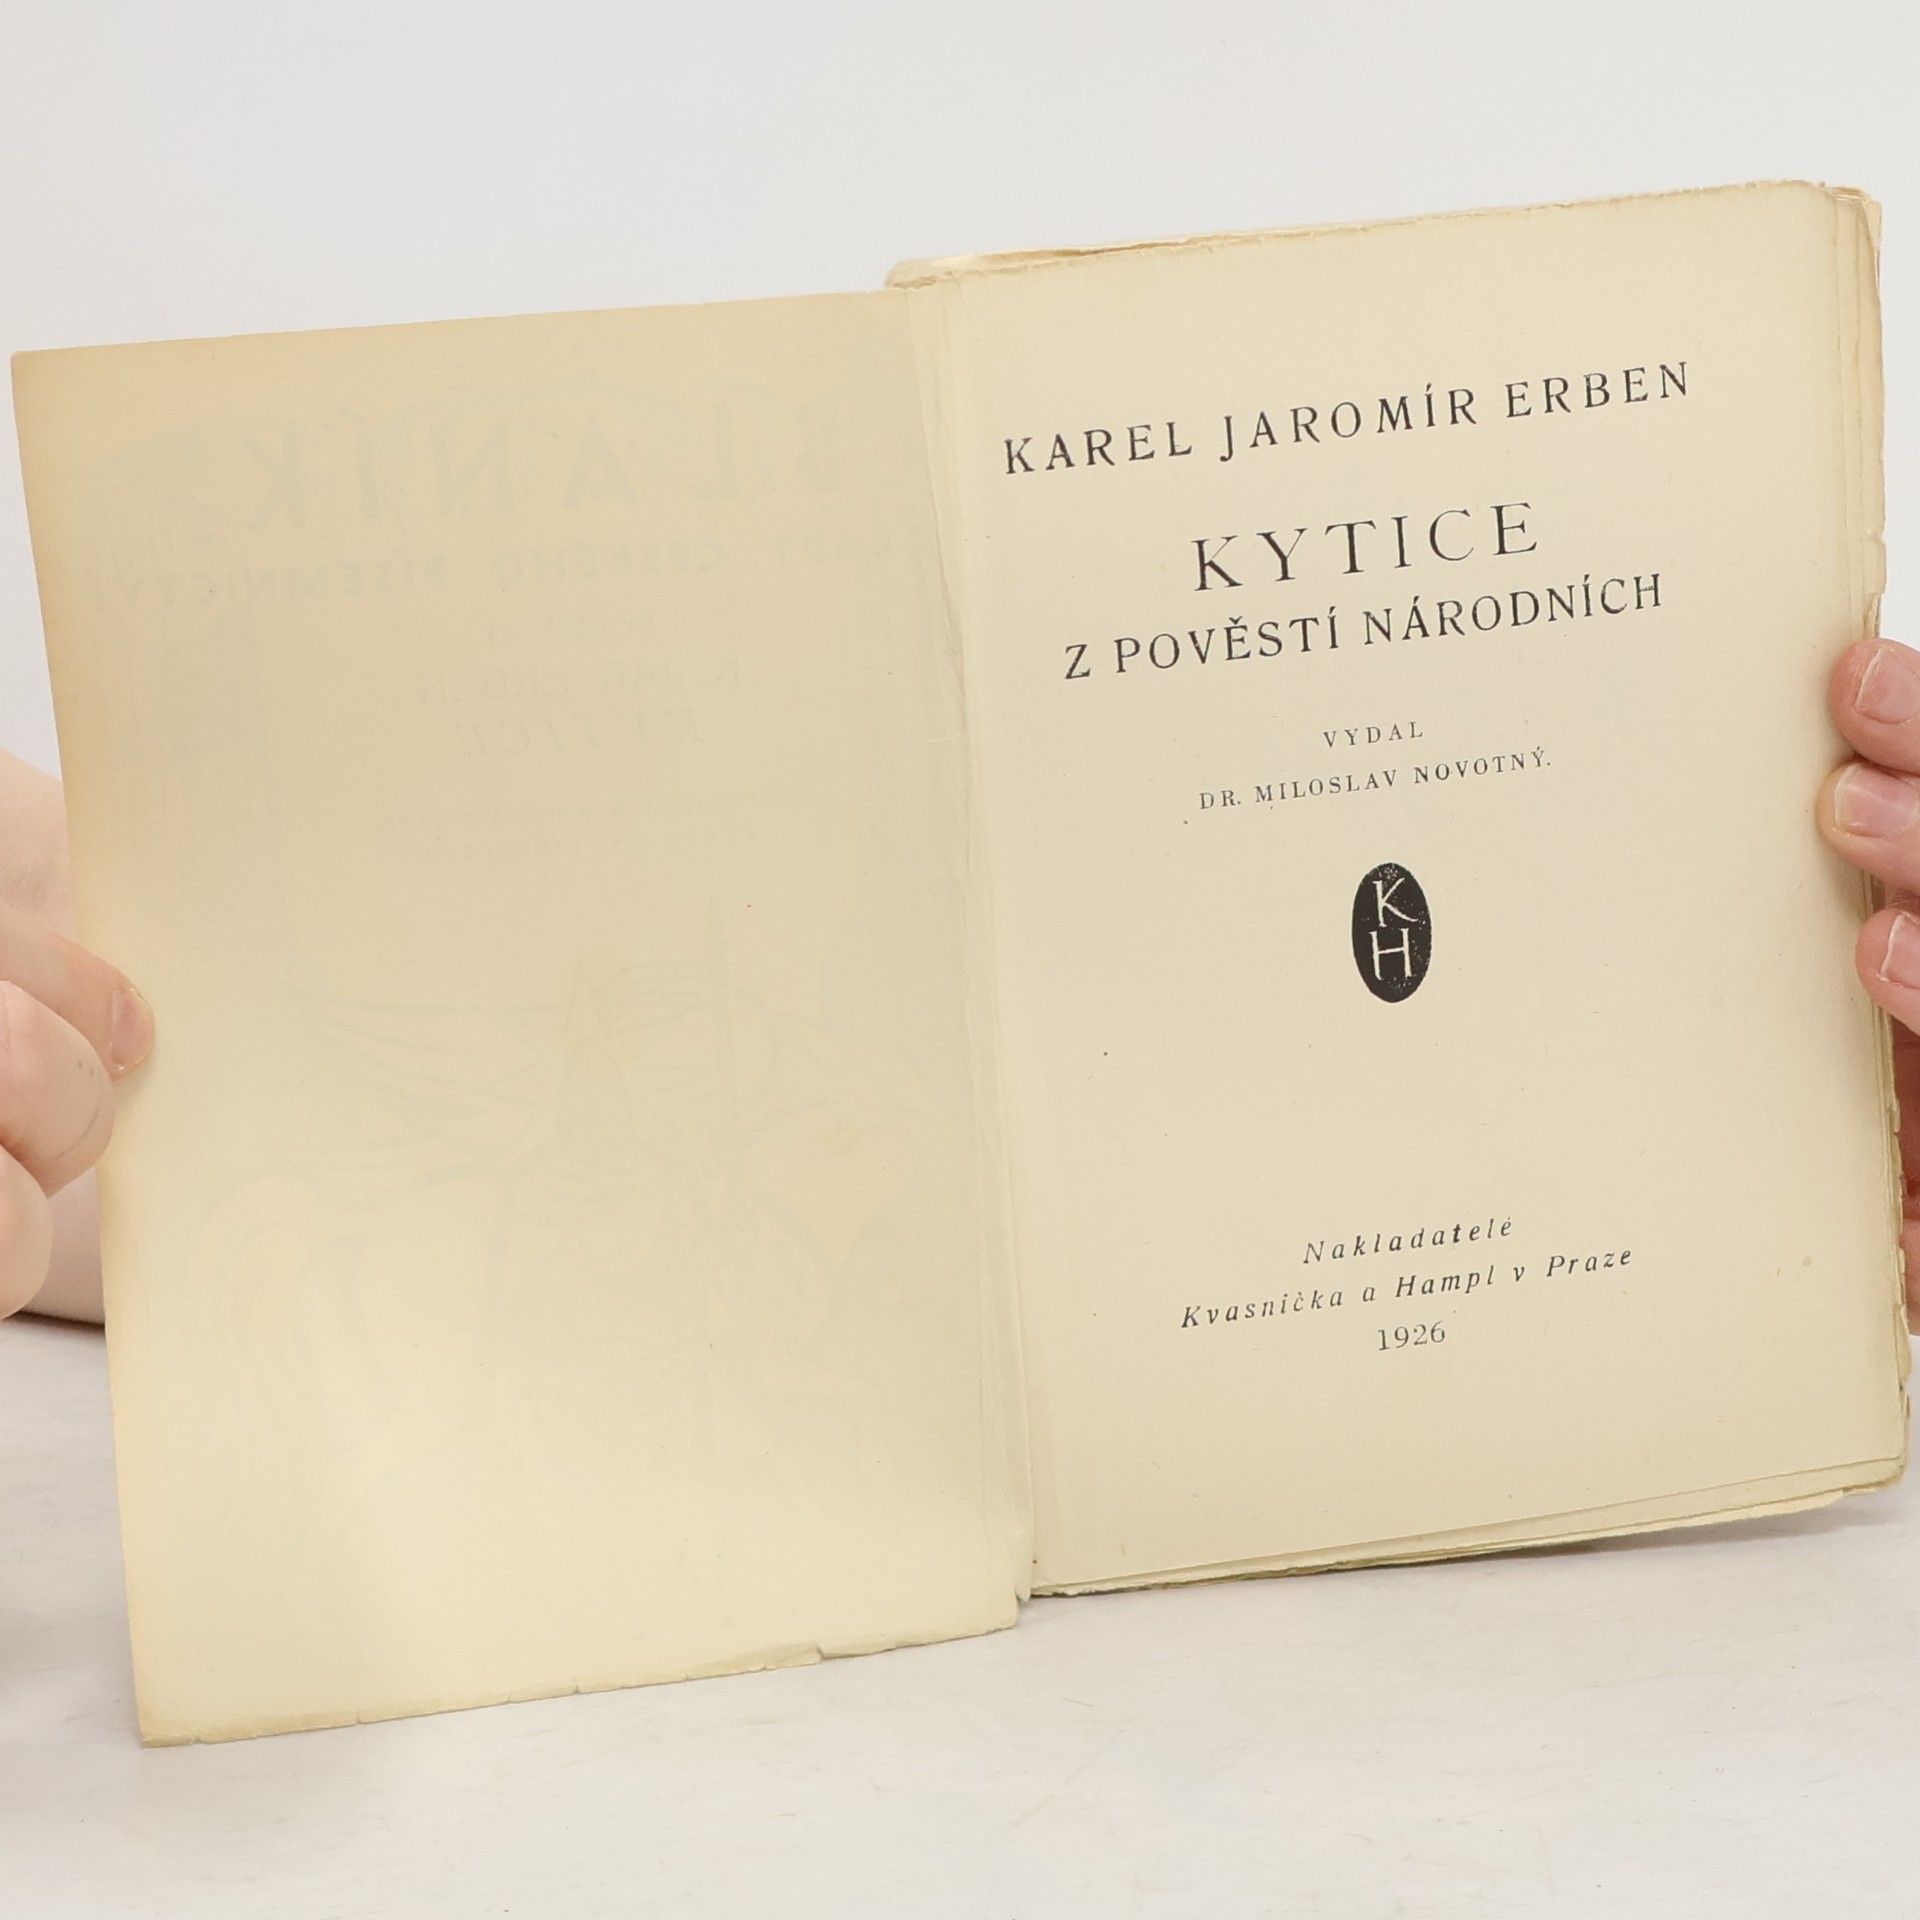 KAREL JAROMÍR ERBEN
KYTICE
Z POVĚSTÍ NÁRODNÍCH
VYDAL
DR. MILOSLAV NOVOTNÝ.
K
H
Nakladatelé
Kvasnička a Hampl v Praze
1926